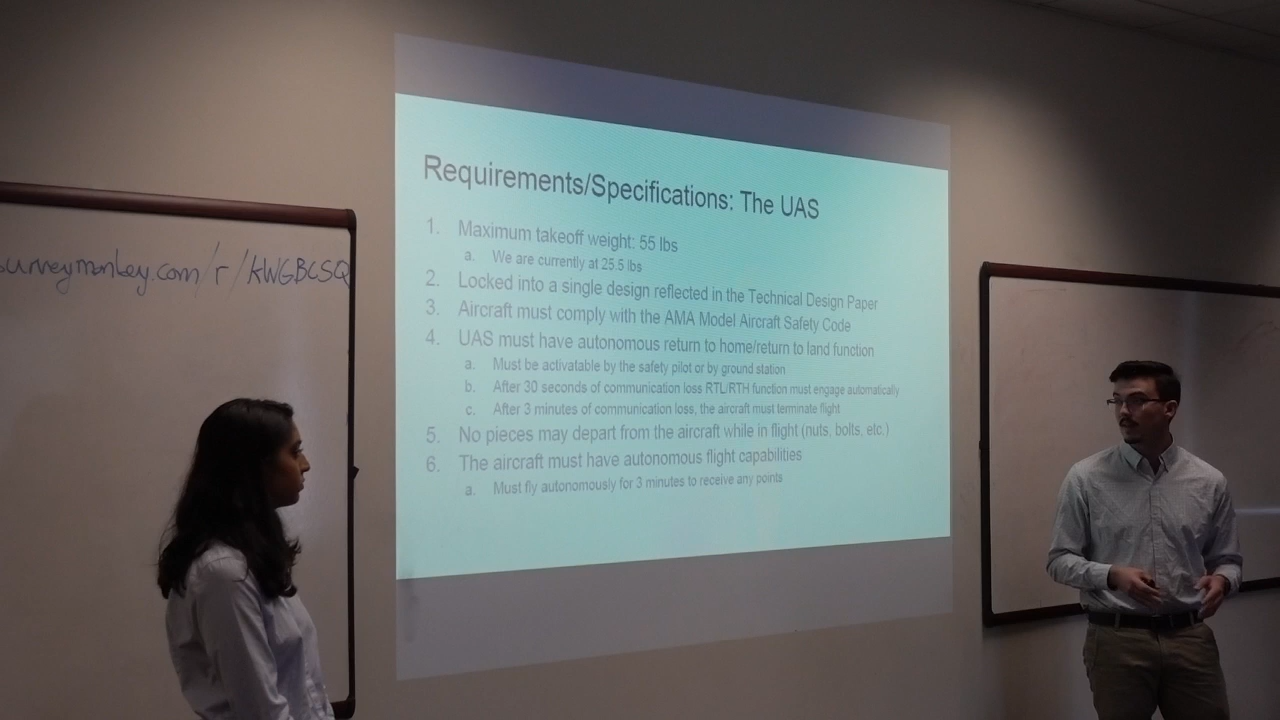 surveymonkey.com/r/KWGBCSQ
Requirements/Specifications: The UAS
1. Maximum takeoff weight: 55 lbs
a. We are currently at 25.5 lbs
2. Locked into a single design reflected in the Technical Design Paper
3. Aircraft must comply with the AMA Model Aircraft Safety Code
4. UAS must have autonomous return to home/return to land function
a. Must be activatable by the safety pilot or by ground station
b. After 30 seconds of communication loss RTL/RTH function must engage automatically
c. After 3 minutes of communication loss, the aircraft must terminate flight
5. No pieces may depart from the aircraft while in flight (nuts, bolts, etc.)
6. The aircraft must have autonomous flight capabilities
a. Must fly autonomously for 3 minutes to receive any points